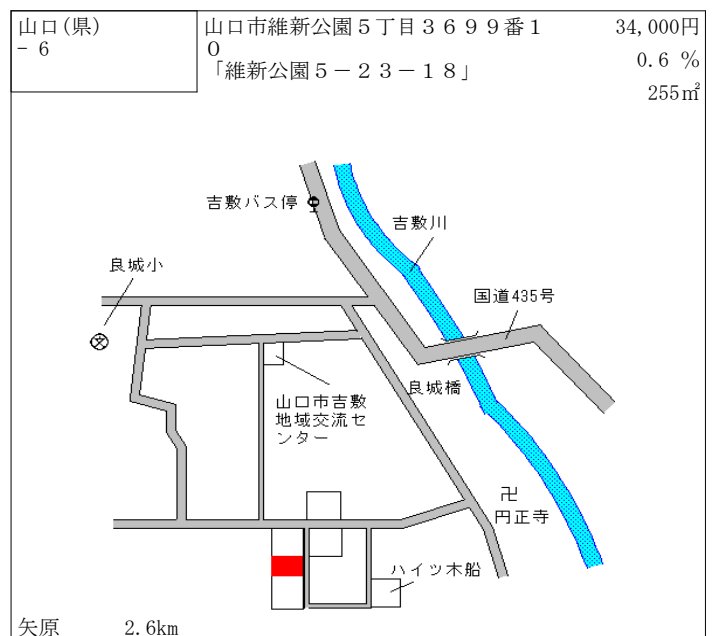 山口(県)
－6
山口市維新公園５丁目３６９９番１
０
「維新公園５－２３－１８」
34,000円
0.6 %
255㎡
吉敷バス停
吉敷川
良城小
国道435号
良城橋
山口市吉敷
地域交流セ
ンター
卍
円正寺
ハイツ木船
矢原 2.6km